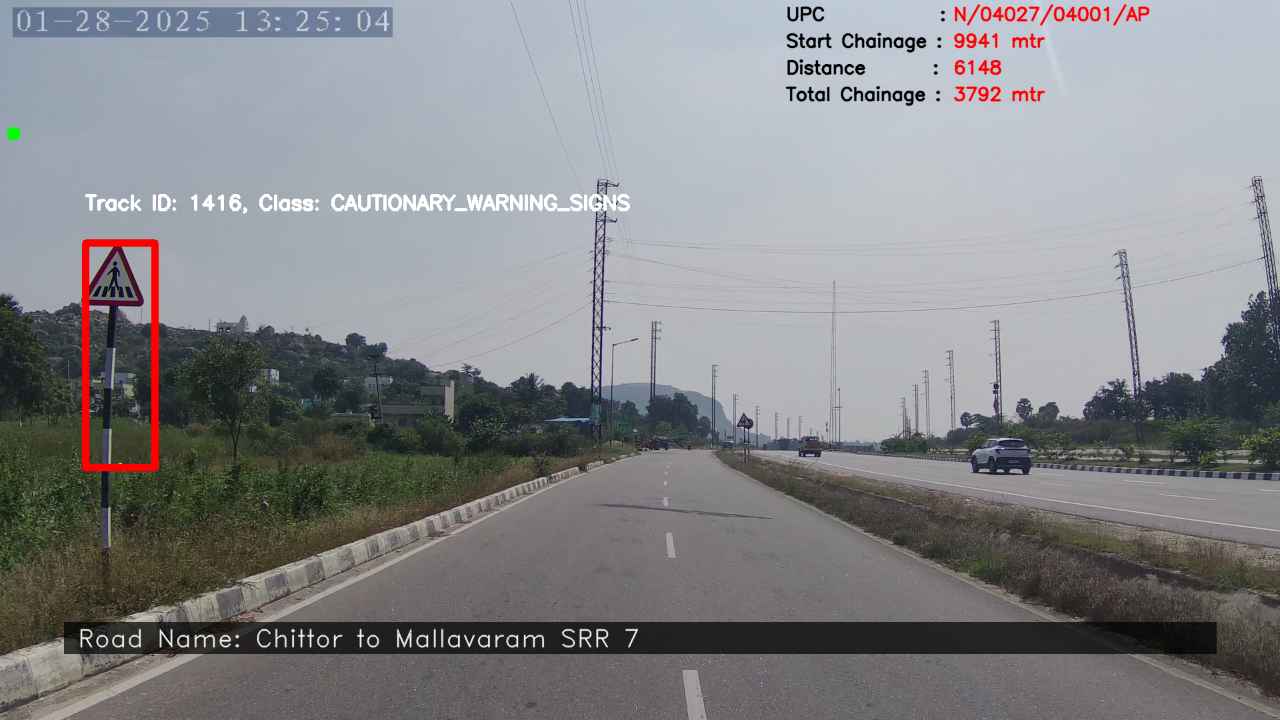 01-28-2025 13:25:04
UPC : N/04027/04001/AP
Start Chainage : 9941 mtr
Distance : 6148
Total Chainage : 3792 mtr
Track ID: 1416, Class: CAUTIONARY_WARNING_SIGNS
Road Name: Chittor to Mallavaram SRR 7